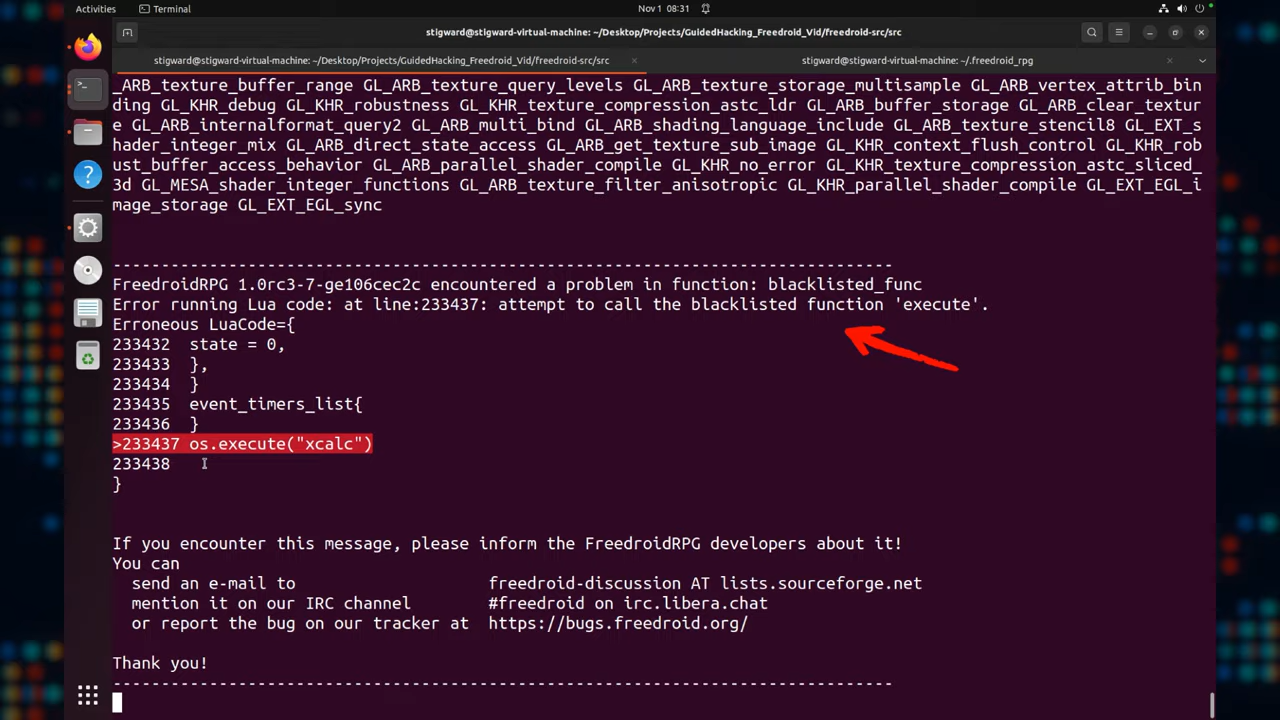 Activities
Terminal
Nov 1 08:31
stigward@stigward-virtual-machine: ~/Desktop/Projects/GuidedHacking_Freedroid_Vid/freedroid-src/src
stigward@stigward-virtual-machine: ~/Desktop/Projects/GuidedHacking_Freedroid_Vid/freedroid-src/src
stigward@stigward-virtual-machine: ~/.freedroid_rpg
_ARB_texture_buffer_range GL_ARB_texture_query_levels GL_ARB_texture_storage_multisample GL_ARB_vertex_attrib_bin
ding GL_KHR_debug GL_KHR_robustness GL_KHR_texture_compression_astc_ldr GL_ARB_buffer_storage GL_ARB_clear_textur
e GL_ARB_internalformat_query2 GL_ARB_multi_bind GL_ARB_shading_language_include GL_ARB_texture_stencil8 GL_EXT_s
hader_integer_mix GL_ARB_direct_state_access GL_ARB_get_texture_sub_image GL_KHR_context_flush_control GL_KHR_rob
ust_buffer_access_behavior GL_ARB_parallel_shader_compile GL_KHR_no_error GL_KHR_texture_compression_astc_sliced_
3d GL_MESA_shader_integer_functions GL_ARB_texture_filter_anisotropic GL_KHR_parallel_shader_compile GL_EXT_EGL_i
mage_storage GL_EXT_EGL_sync
---------------------------------------------------------------------------------
FreedroidRPG 1.0rc3-7-ge106cec2c encountered a problem in function: blacklisted_func
Error running Lua code: at line:233437: attempt to call the blacklisted function 'execute'.
Erroneous LuaCode={
233432  state = 0,
233433  },
233434  }
233435  event_timers_list{
233436  }
>233437 os.execute("xcalc")
233438
}
If you encounter this message, please inform the FreedroidRPG developers about it!
You can
  send an e-mail to                    freedroid-discussion AT lists.sourceforge.net
  mention it on our IRC channel        #freedroid on irc.libera.chat
  or report the bug on our tracker at  https://bugs.freedroid.org/
Thank you!
---------------------------------------------------------------------------------